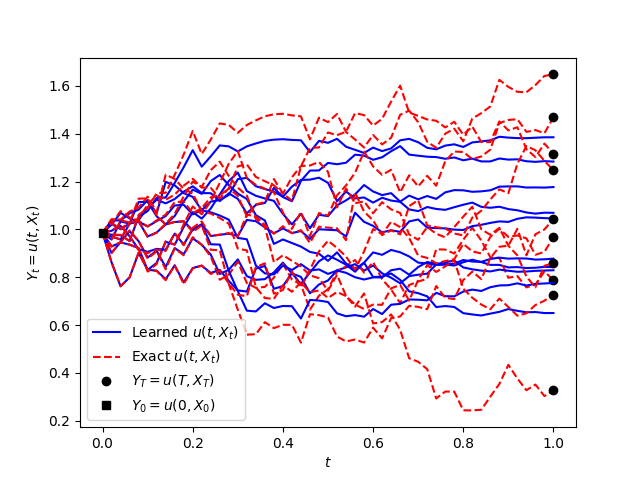 1.6
1.4
1.2
1.0
0.8
0.6
0.4
0.2
Y_t = u(t, X_t)
Learned u(t, X_t)
Exact u(t, X_t)
Y_T = u(T, X_T)
Y_0 = u(0, X_0)
0.0 0.2 0.4 0.6 0.8 1.0
t